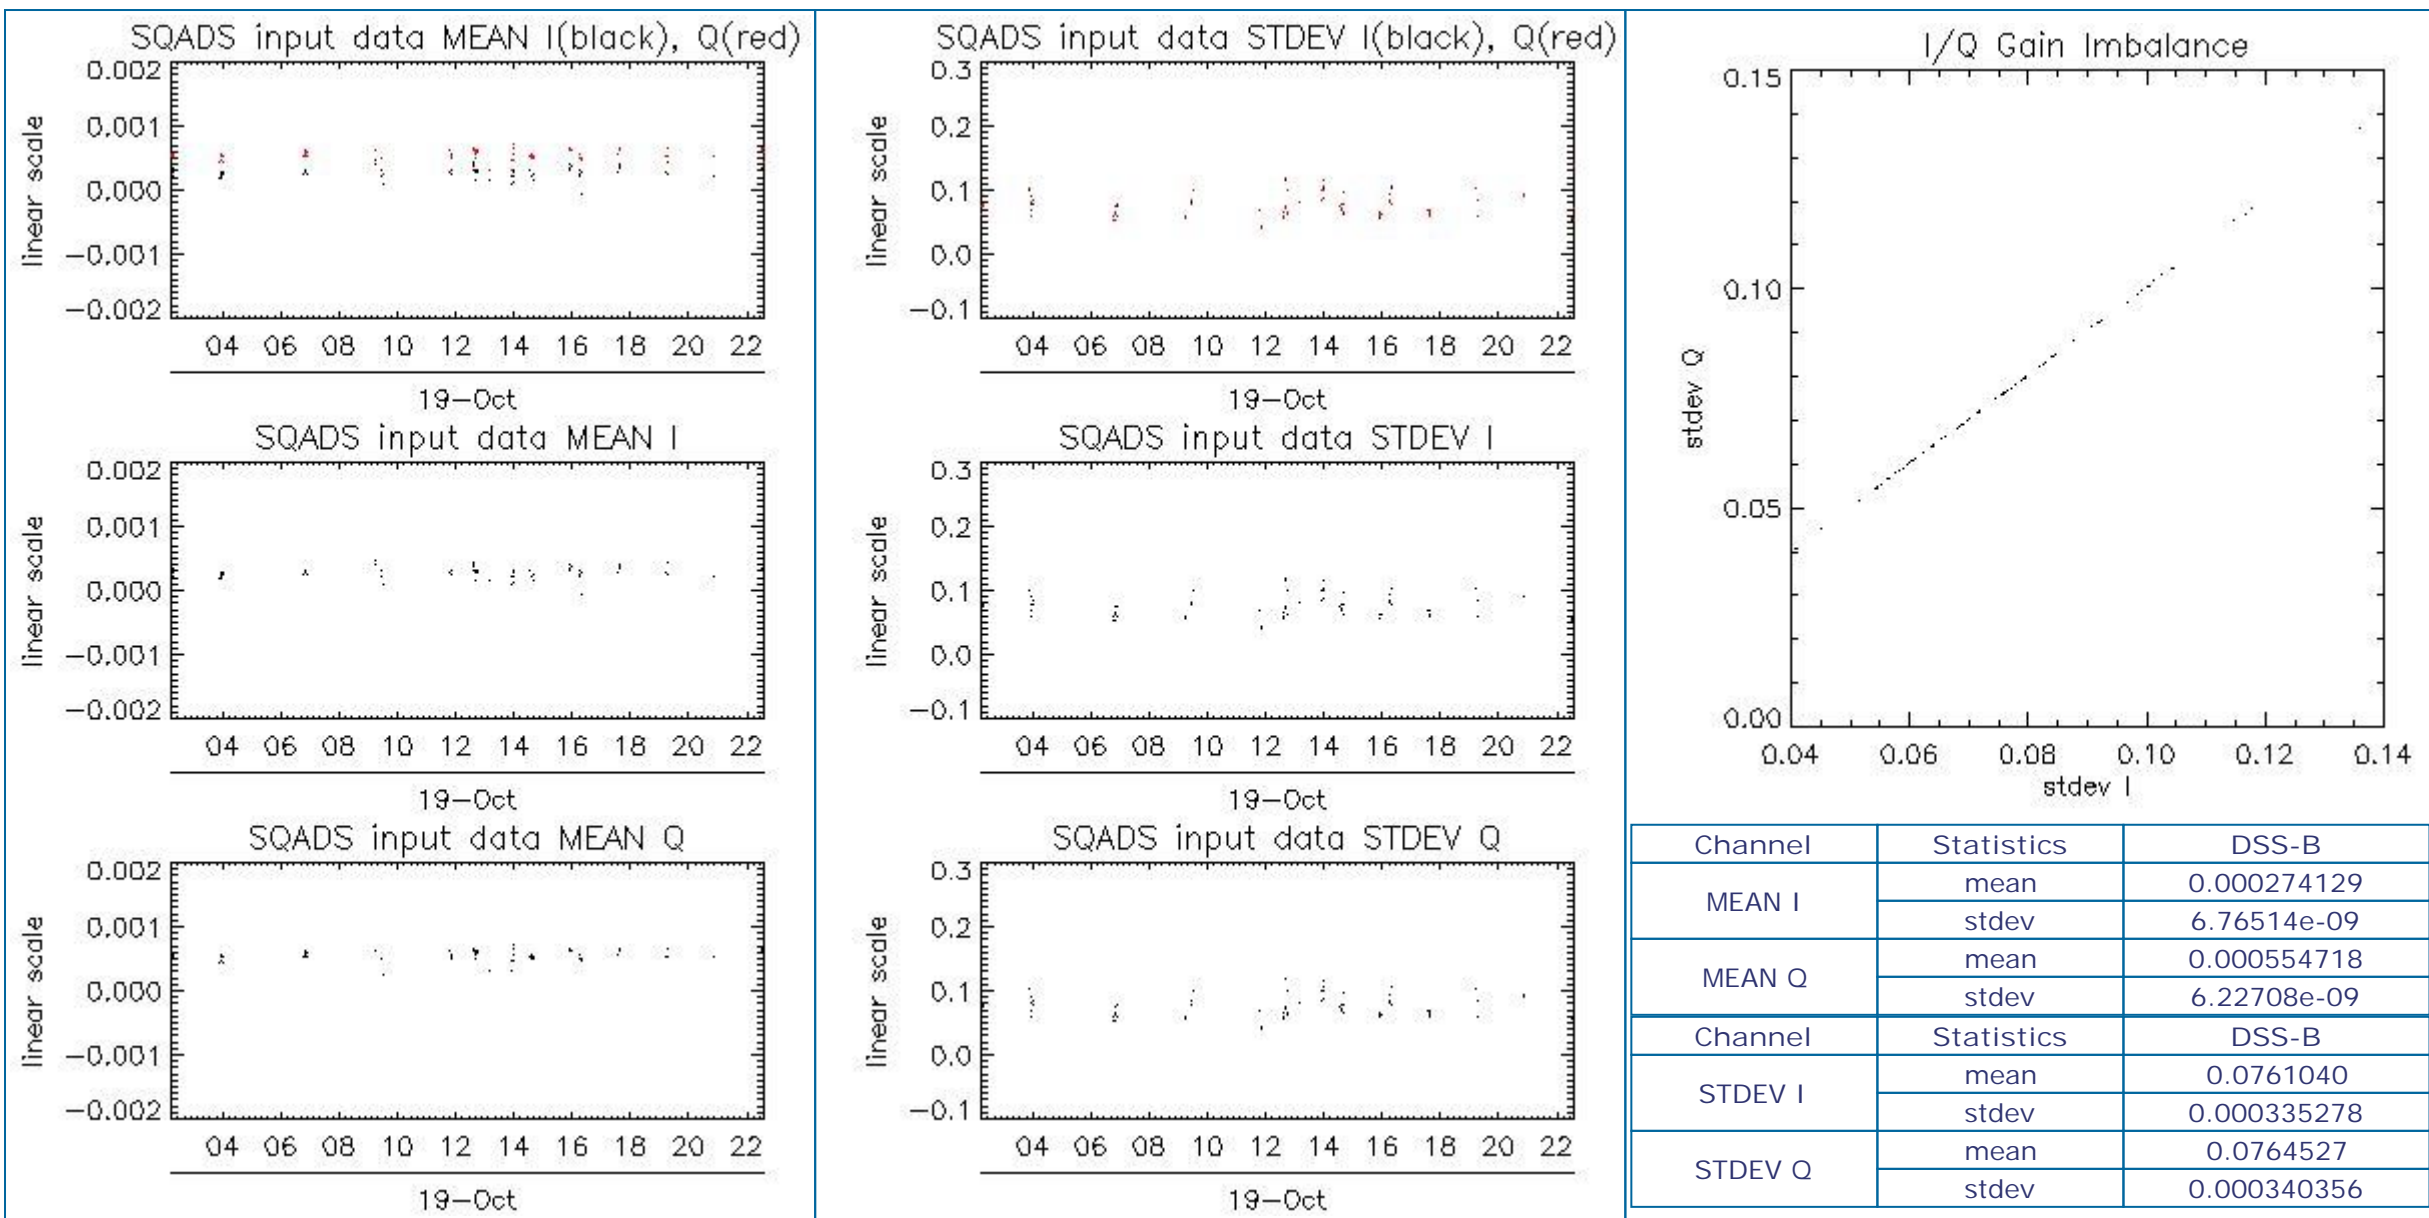 SQADS input data MEAN I(black), Q(red)
0.002
0.001
0.000
-0.001
-0.002
linear scale
04 06 08 10 12 14 16 18 20 22
19-Oct
SQADS input data MEAN I
0.002
0.001
0.000
-0.001
-0.002
linear scale
04 06 08 10 12 14 16 18 20 22
19-Oct
SQADS input data MEAN Q
0.002
0.001
0.000
-0.001
-0.002
linear scale
04 06 08 10 12 14 16 18 20 22
19-Oct
SQADS input data STDEV I(black), Q(red)
0.3
0.2
0.1
0.0
-0.1
linear scale
04 06 08 10 12 14 16 18 20 22
19-Oct
SQADS input data STDEV I
0.3
0.2
0.1
0.0
-0.1
linear scale
04 06 08 10 12 14 16 18 20 22
19-Oct
SQADS input data STDEV Q
0.3
0.2
0.1
0.0
-0.1
linear scale
04 06 08 10 12 14 16 18 20 22
19-Oct
I/Q Gain Imbalance
0.15
0.10
0.05
0.00
stdev Q
0.04 0.06 0.08 0.10 0.12 0.14
stdev I
Channel Statistics DSS-B
MEAN I mean 0.000274129
stdev 6.76514e-09
MEAN Q mean 0.000554718
stdev 6.22708e-09
Channel Statistics DSS-B
STDEV I mean 0.0761040
stdev 0.000335278
STDEV Q mean 0.0764527
stdev 0.000340356